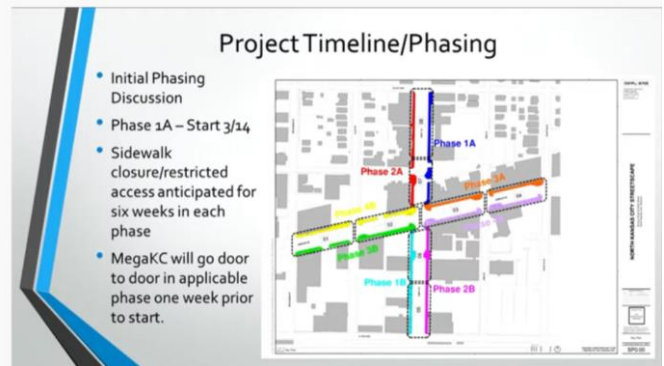 Project Timeline/Phasing
Initial Phasing
Discussion
Phase 1A – Start 3/14
Sidewalk
closure/restricted
access anticipated for
six weeks in each
phase
MegaKC will go door
to door in applicable
phase one week prior
to start.
Phase 1A
Phase 2A
Phase 3A
Phase 4B
Phase 3B
Phase 1B
Phase 2B
NORTH KANSAS CITY STREETSCAPE